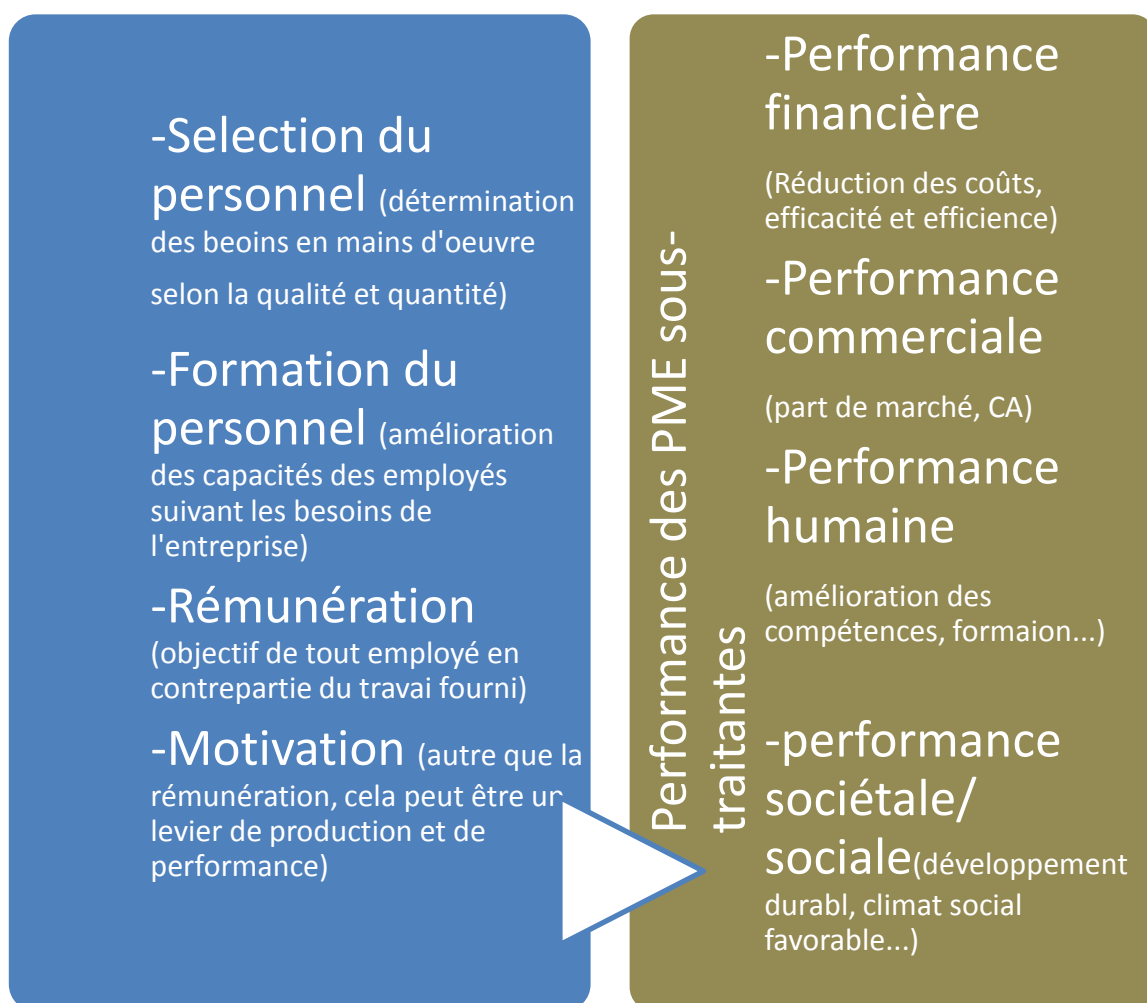 -Selection du
personnel (détermination
des beoins en mains d'oeuvre
selon la qualité et quantité)
-Formation du
personnel (amélioration
des capacités des employés
suivant les besoins de
l'entreprise)
-Rémunération
(objectif de tout employé en
contrepartie du travai fourni)
-Motivation (autre que la
rémunération, cela peut être un
levier de production et de
performance)
Performance des PME sous-
traitantes
-Performance
financière
(Réduction des coûts,
efficacité et efficience)
-Performance
commerciale
(part de marché, CA)
-Performance
humaine
(amélioration des
compétences, formaion...)
-performance
sociétale/
sociale(développement
durabl, climat social
favorable...)